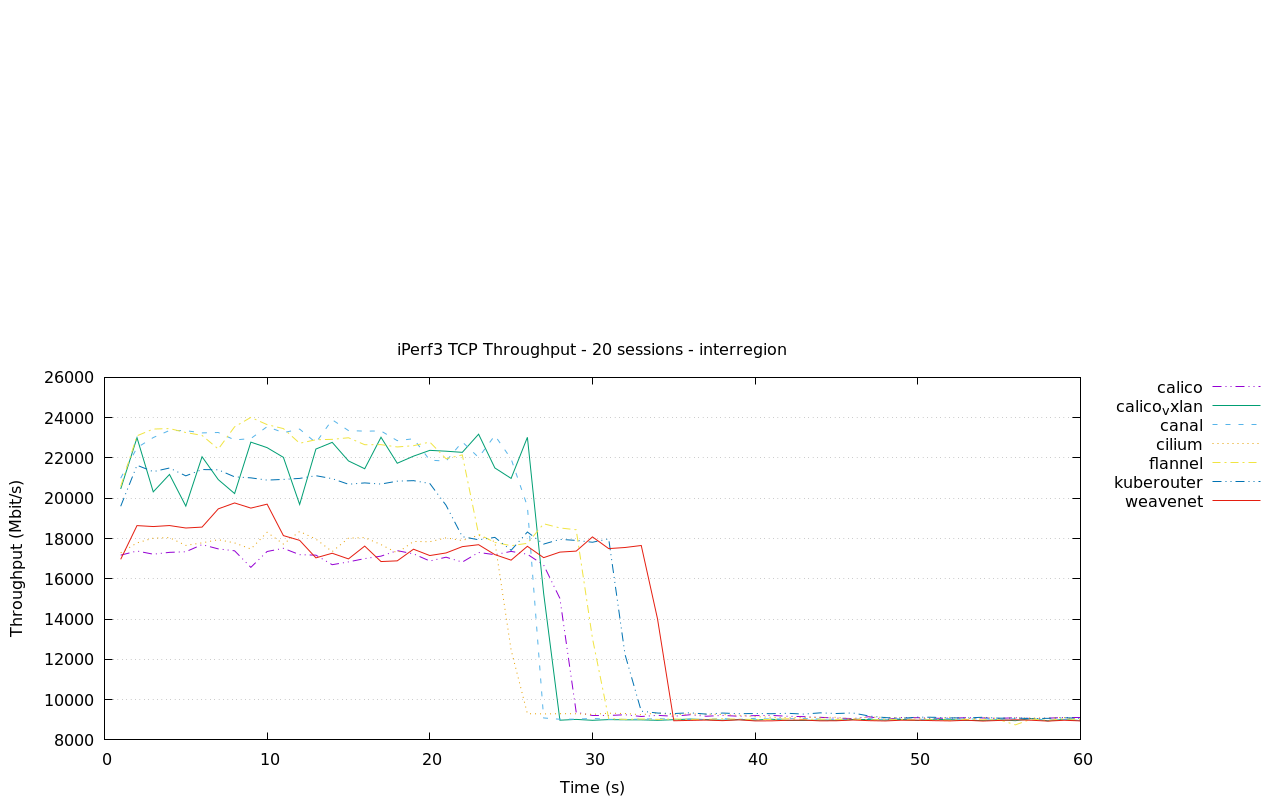 iPerf3 TCP Throughput - 20 sessions - interregion
26000
24000
22000
20000
18000
16000
14000
12000
10000
8000
Throughput (Mbit/s)
0 10 20 30 40 50 60
Time (s)
calico
calicovxlan
canal
cilium
flannel
kuberouter
weavenet